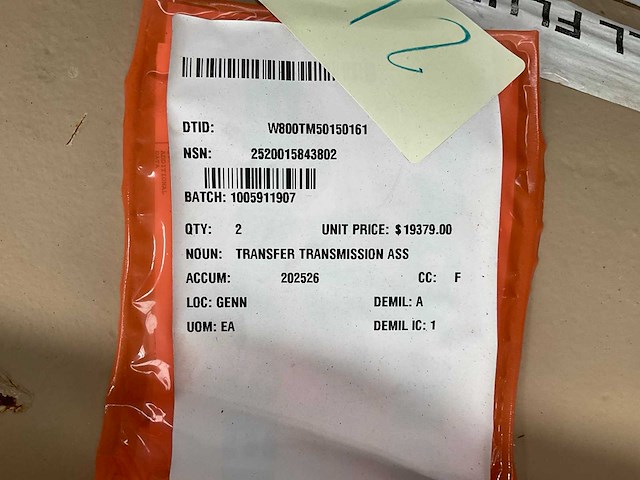 12
DTID: W800TM50150161
NSN: 2520015843802
BATCH: 1005911907
QTY: 2 UNIT PRICE: $19379.00
NOUN: TRANSFER TRANSMISSION ASS
ACCUM: 202526 CC: F
LOC: GENN DEMIL: A
UOM: EA DEMIL IC: 1